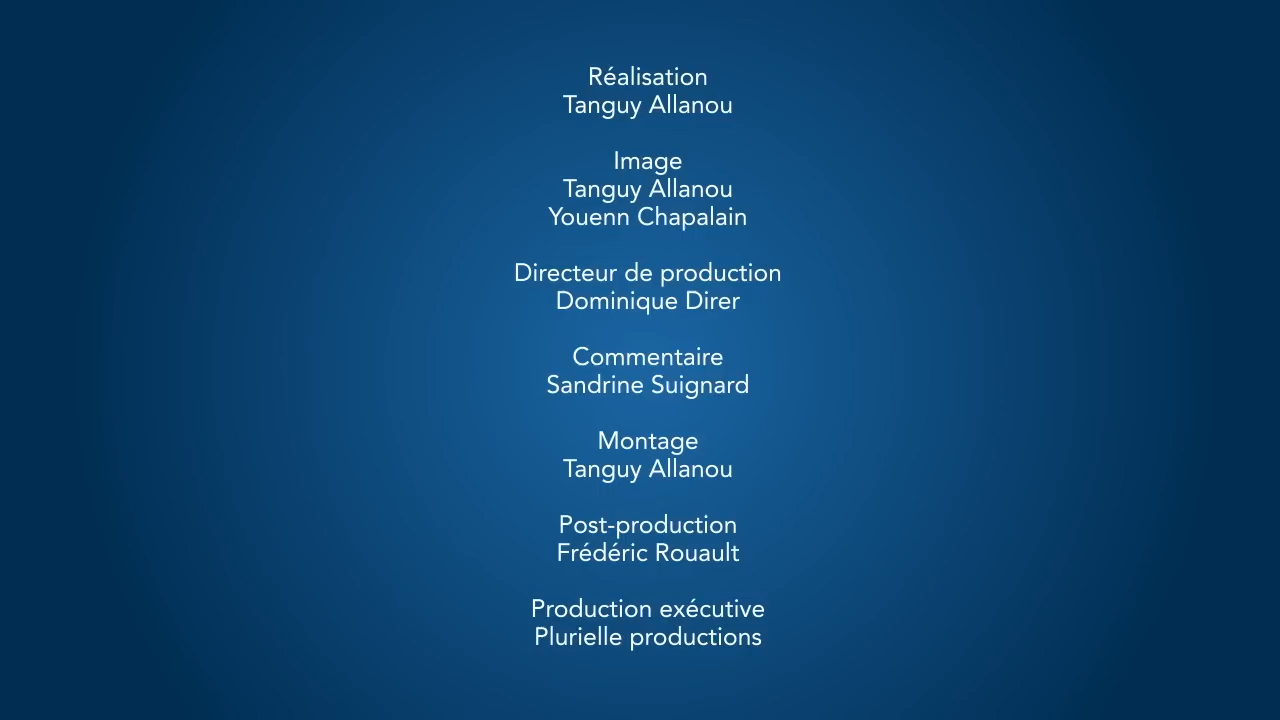 Réalisation
Tanguy Allanou
Image
Tanguy Allanou
Youenn Chapalain
Directeur de production
Dominique Direr
Commentaire
Sandrine Suignard
Montage
Tanguy Allanou
Post-production
Frédéric Rouault
Production exécutive
Plurielle productions